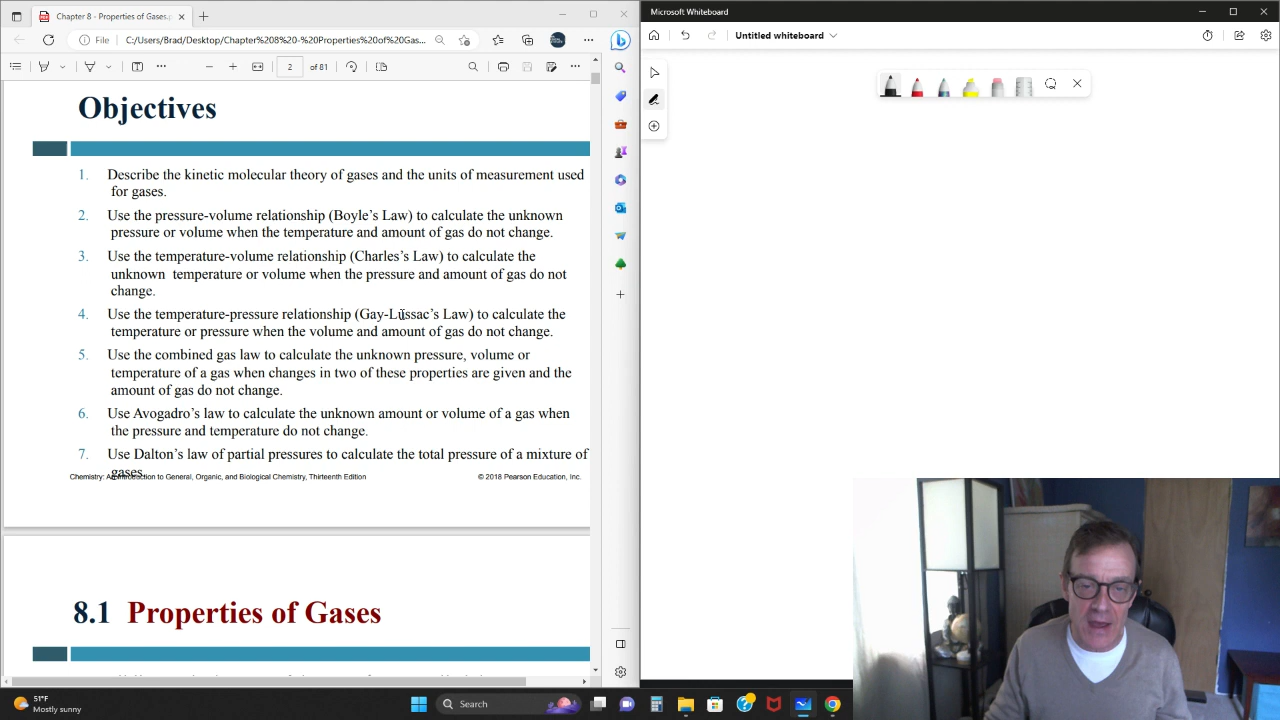 Chapter 8 - Properties of Gases.p
File
C:/Users/Brad/Desktop/Chapter%208%20-%20Properties%20of%20Gas...
2 of 81
Objectives
1. Describe the kinetic molecular theory of gases and the units of measurement used
for gases.
2. Use the pressure-volume relationship (Boyle's Law) to calculate the unknown
pressure or volume when the temperature and amount of gas do not change.
3. Use the temperature-volume relationship (Charles's Law) to calculate the
unknown temperature or volume when the pressure and amount of gas do not
change.
4. Use the temperature-pressure relationship (Gay-Lussac's Law) to calculate the
temperature or pressure when the volume and amount of gas do not change.
5. Use the combined gas law to calculate the unknown pressure, volume or
temperature of a gas when changes in two of these properties are given and the
amount of gas do not change.
6. Use Avogadro's law to calculate the unknown amount or volume of a gas when
the pressure and temperature do not change.
7. Use Dalton's law of partial pressures to calculate the total pressure of a mixture of
gases.
Chemistry: An Introduction to General, Organic, and Biological Chemistry, Thirteenth Edition
© 2018 Pearson Education, Inc.
8.1 Properties of Gases
Microsoft Whiteboard
Untitled whiteboard
51°F
Mostly sunny
Search